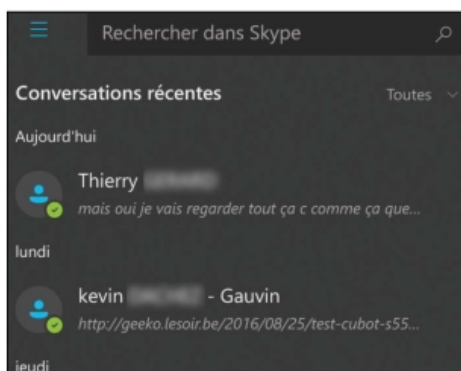 Rechercher dans Skype
Conversations récentes Toutes
Aujourd'hui
Thierry
mais oui je vais regarder tout ça c comme ça que...
lundi
kevin - Gauvin
http://geeko.lesoir.be/2016/08/25/test-cubot-s55...
jeudi